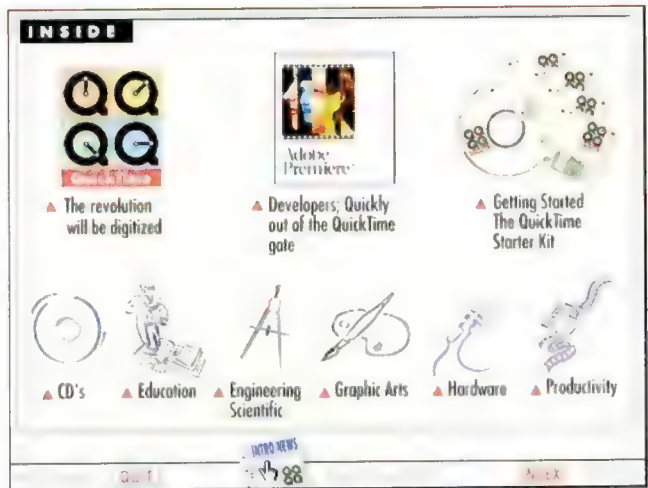 INSIDE
Adobe
Premiere
The revolution
will be digitized
Developers; Quickly
out of the QuickTime
gate
Getting Started
The QuickTime
Starter Kit
CD's
Education
Engineering
Scientific
Graphic Arts
Hardware
Productivity
INTRO NEWS